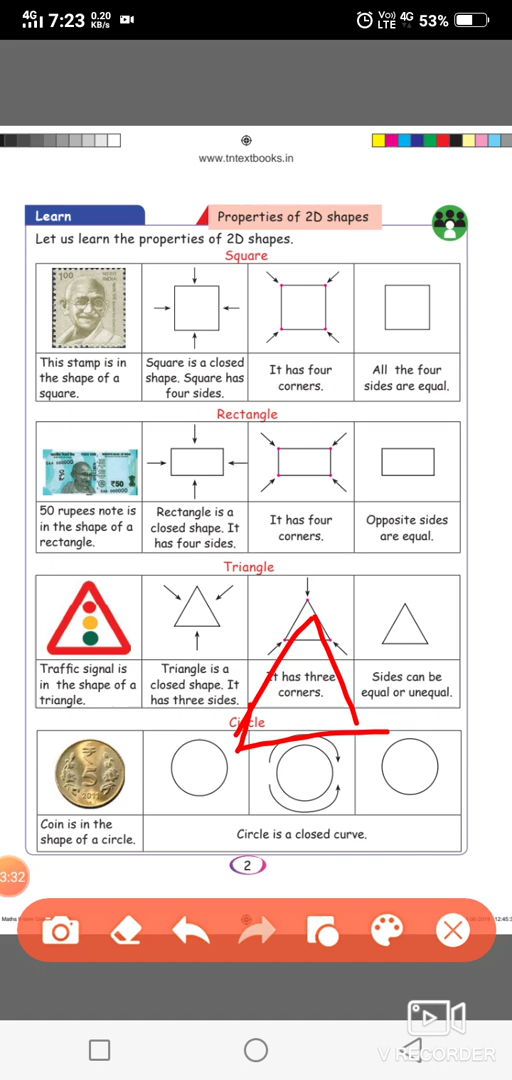 4G 7:23 0.20 KB/s Vo) LTE 4G 53%
www.tntextbooks.in
Learn
Properties of 2D shapes
Let us learn the properties of 2D shapes.
Square
1.00
This stamp is in the shape of a square.
Square is a closed shape. Square has four sides.
It has four corners.
All the four sides are equal.
Rectangle
₹50
50 rupees note is in the shape of a rectangle.
Rectangle is a closed shape. It has four sides.
It has four corners.
Opposite sides are equal.
Triangle
Traffic signal is in the shape of a triangle.
Triangle is a closed shape. It has three sides.
It has three corners.
Sides can be equal or unequal.
Circle
₹
5
Coin is in the shape of a circle.
Circle is a closed curve.
2
3:32
V RECORDER